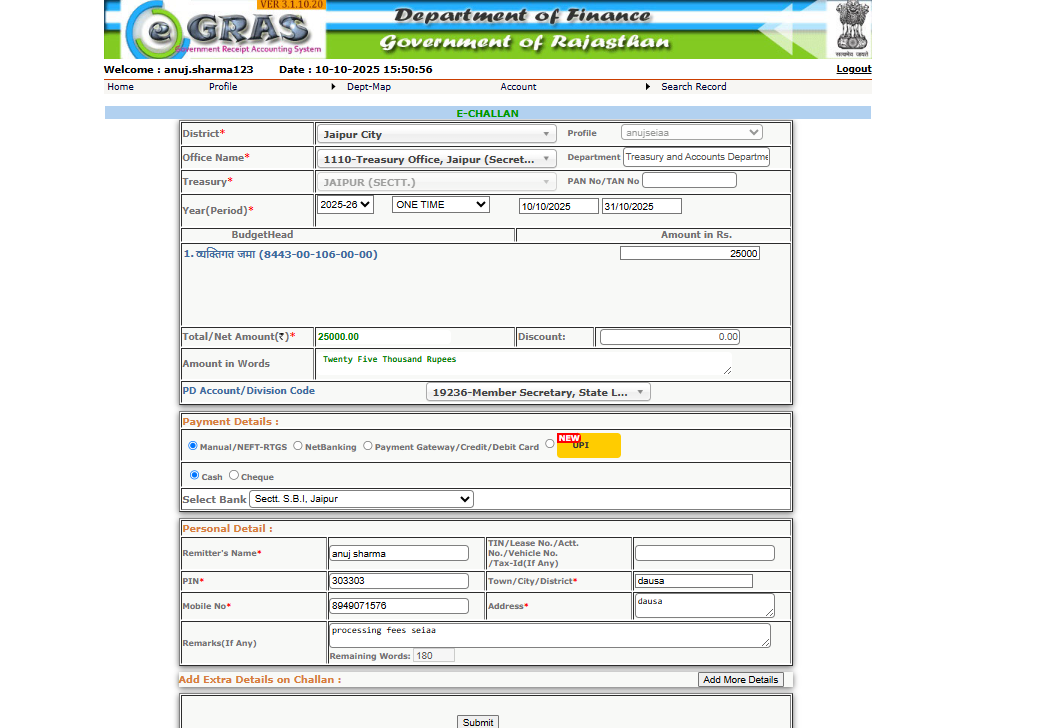 VER 3.1.10.20
eGRAS
Government Receipt Accounting System
Department of Finance
Government of Rajasthan
सत्यमेव जयते
Welcome : anuj.sharma123 Date : 10-10-2025 15:50:56 Logout
Home Profile Dept-Map Account Search Record
E-CHALLAN
District* Jaipur City Profile anujseiaa
Office Name* 1110-Treasury Office, Jaipur (Secret... Department Treasury and Accounts Departme
Treasury* JAIPUR (SECTT.) PAN No/TAN No
Year(Period)* 2025-26 ONE TIME 10/10/2025 31/10/2025
BudgetHead Amount in Rs.
1. व्यक्तिगत जमा (8443-00-106-00-00) 25000
Total/Net Amount(₹)* 25000.00 Discount: 0.00
Amount in Words Twenty Five Thousand Rupees
PD Account/Division Code 19236-Member Secretary, State L...
Payment Details :
Manual/NEFT-RTGS NetBanking Payment Gateway/Credit/Debit Card NEW UPI
Cash Cheque
Select Bank Sectt. S.B.I, Jaipur
Personal Detail :
Remitter's Name* anuj sharma TIN/Lease No./Actt.
No./Vehicle No.
/Tax-Id(If Any)
PIN* 303303 Town/City/District* dausa
Mobile No* 8949071576 Address* dausa
Remarks(If Any) processing fees seiaa
Remaining Words: 180
Add Extra Details on Challan : Add More Details
Submit